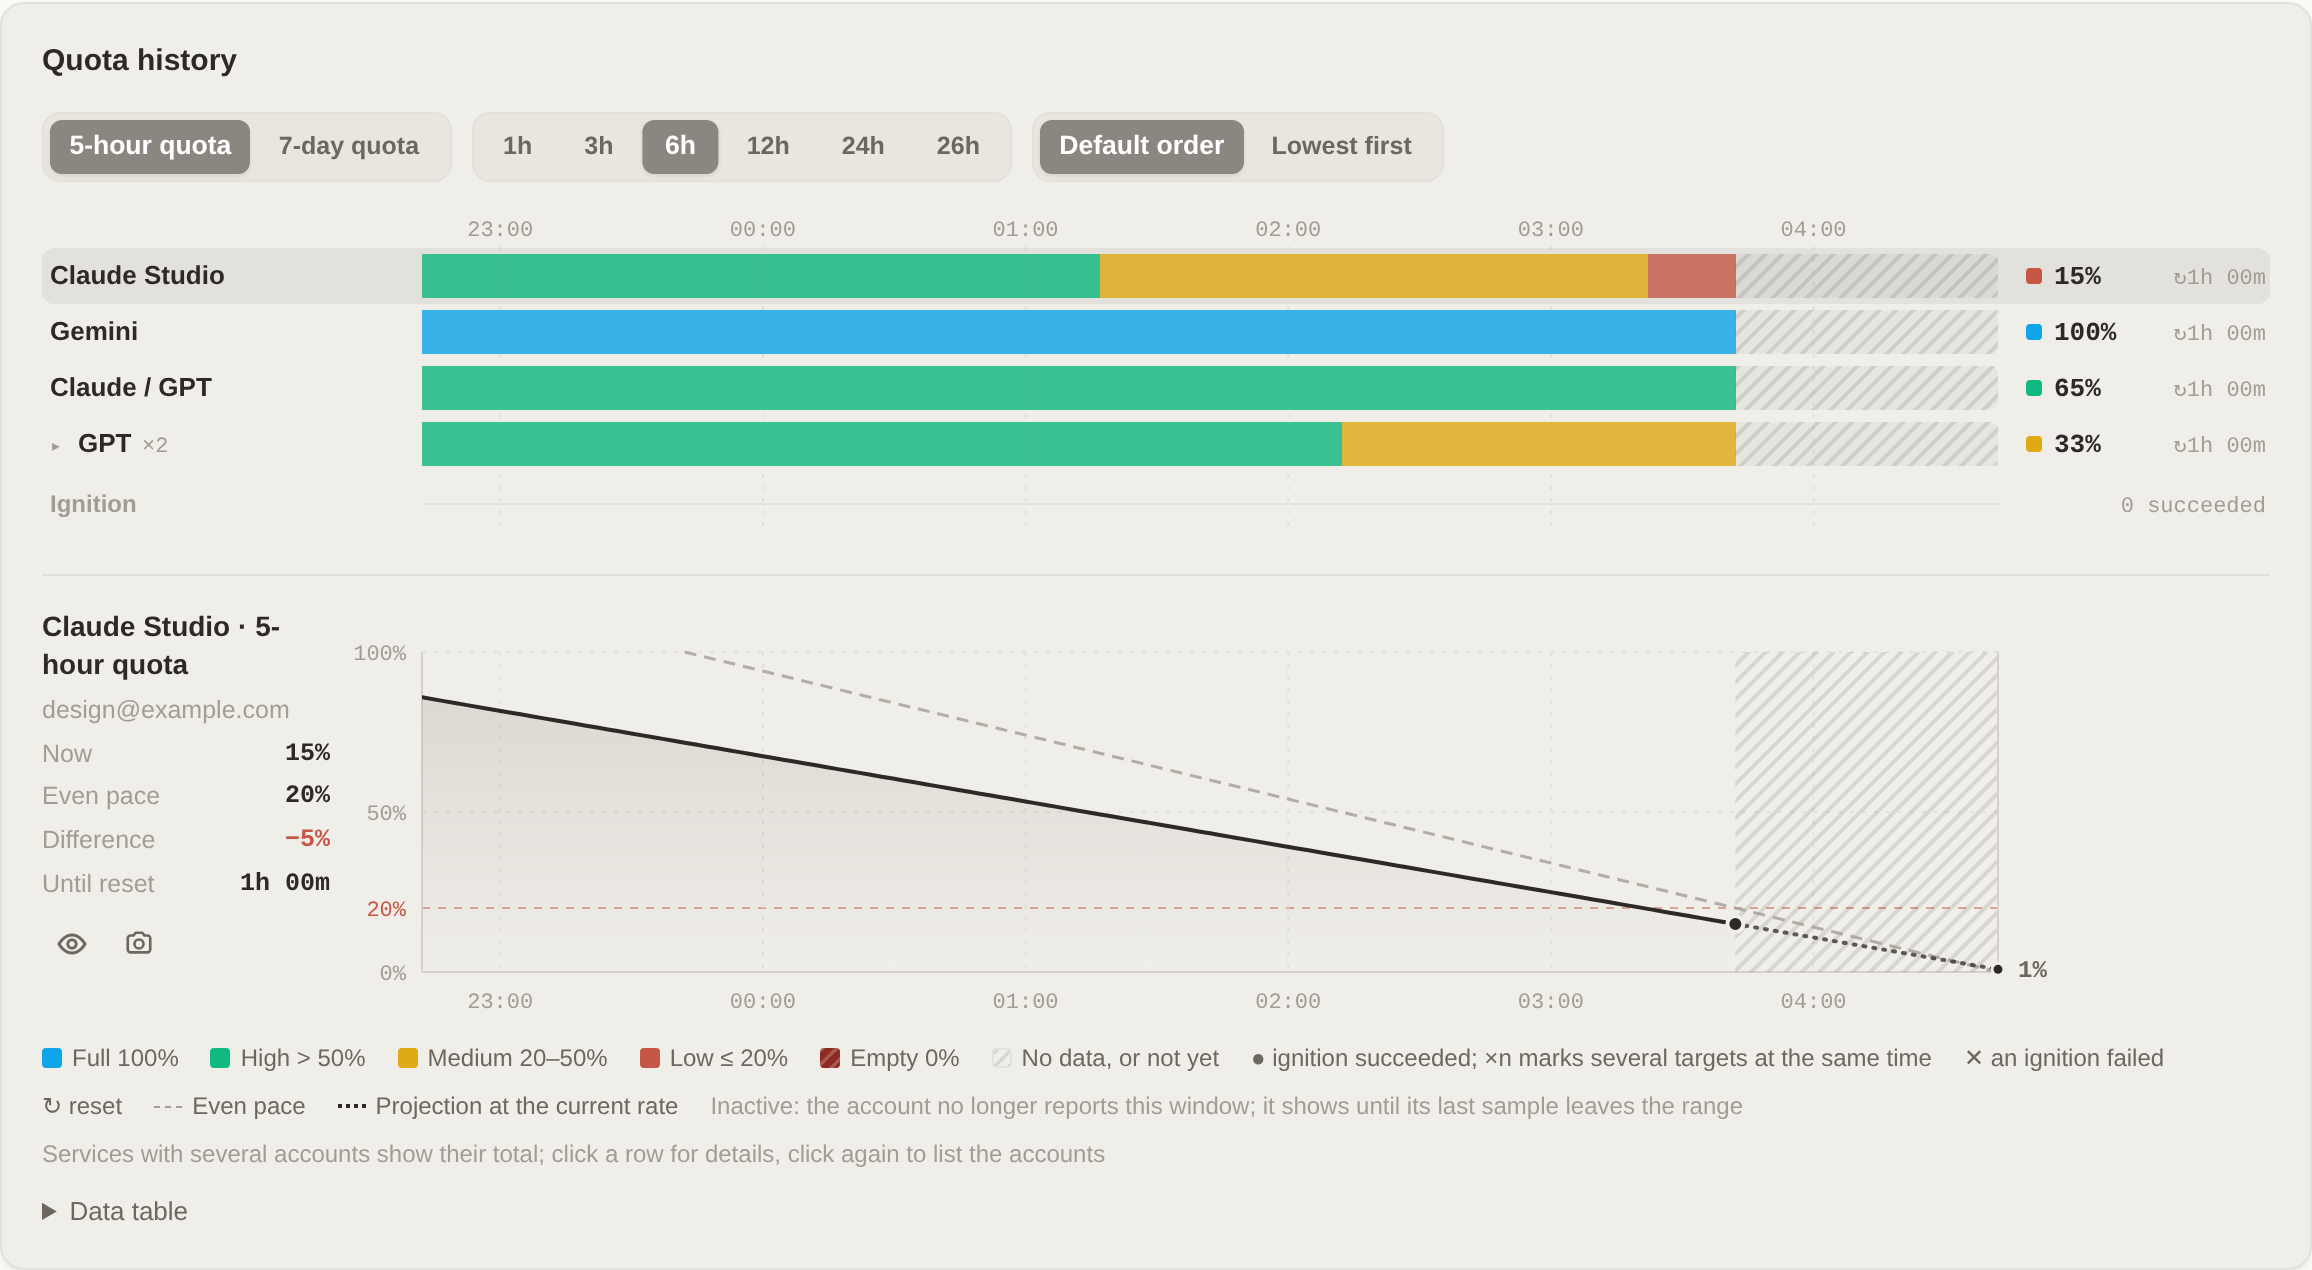 Quota history
5-hour quota 7-day quota 1h 3h 6h 12h 24h 26h Default order Lowest first
23:00 00:00 01:00 02:00 03:00 04:00
Claude Studio 15% ↻1h 00m
Gemini 100% ↻1h 00m
Claude / GPT 65% ↻1h 00m
▸ GPT ×2 33% ↻1h 00m
Ignition 0 succeeded
Claude Studio · 5-
hour quota
design@example.com
Now 15%
Even pace 20%
Difference −5%
Until reset 1h 00m
100%
50%
20%
0%
1%
23:00 00:00 01:00 02:00 03:00 04:00
Full 100% High > 50% Medium 20–50% Low ≤ 20% Empty 0% No data, or not yet ● ignition succeeded; ×n marks several targets at the same time ✕ an ignition failed
↻ reset Even pace Projection at the current rate Inactive: the account no longer reports this window; it shows until its last sample leaves the range
Services with several accounts show their total; click a row for details, click again to list the accounts
▶ Data table